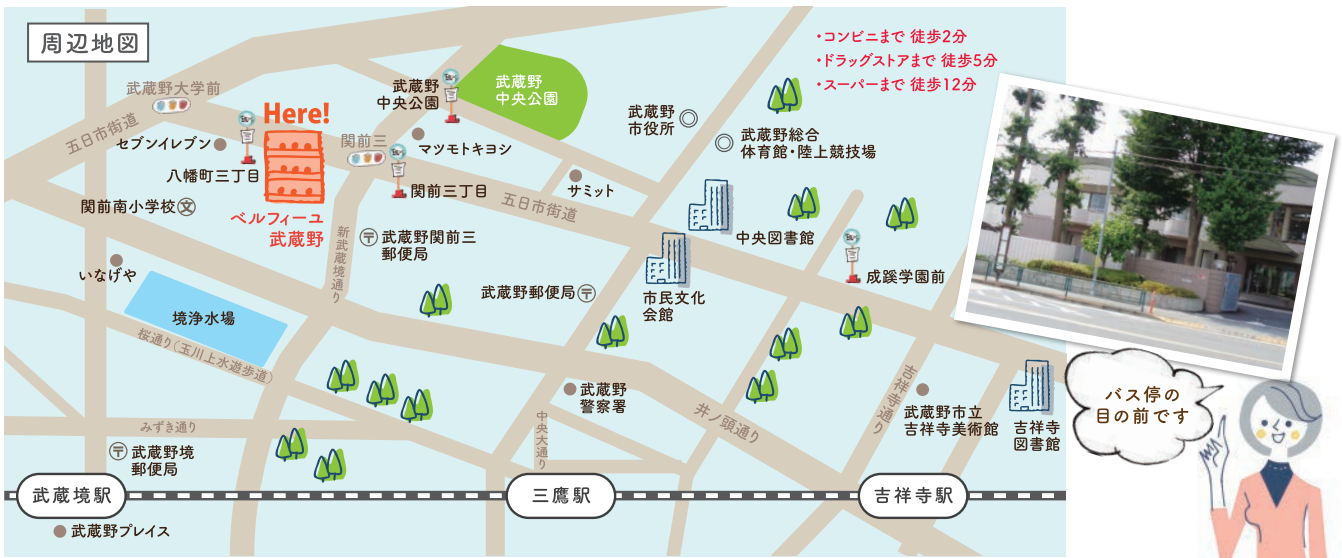 周辺地図
・コンビニまで 徒歩2分
・ドラッグストアまで 徒歩5分
・スーパーまで 徒歩12分
武蔵野大学前
五日市街道
セブンイレブン
八幡町三丁目
Here!
ベルフィーユ
武蔵野
関前南小学校
文
いなげや
武蔵野
中央公園
武蔵野
中央公園
関前三
マツモトキヨシ
関前三丁目
サミット
五日市街道
武蔵野
市役所
武蔵野総合
体育館・陸上競技場
中央図書館
成蹊学園前
新武蔵境通り
〒
武蔵野関前三
郵便局
武蔵野郵便局
〒
市民文化
会館
境浄水場
桜通り(玉川上水遊歩道)
みずき通り
〒
武蔵野境
郵便局
武蔵野
警察署
中央大通り
井ノ頭通り
吉祥寺通り
武蔵野市立
吉祥寺美術館
吉祥寺
図書館
武蔵境駅
三鷹駅
吉祥寺駅
武蔵野プレイス
バス停の
目の前です